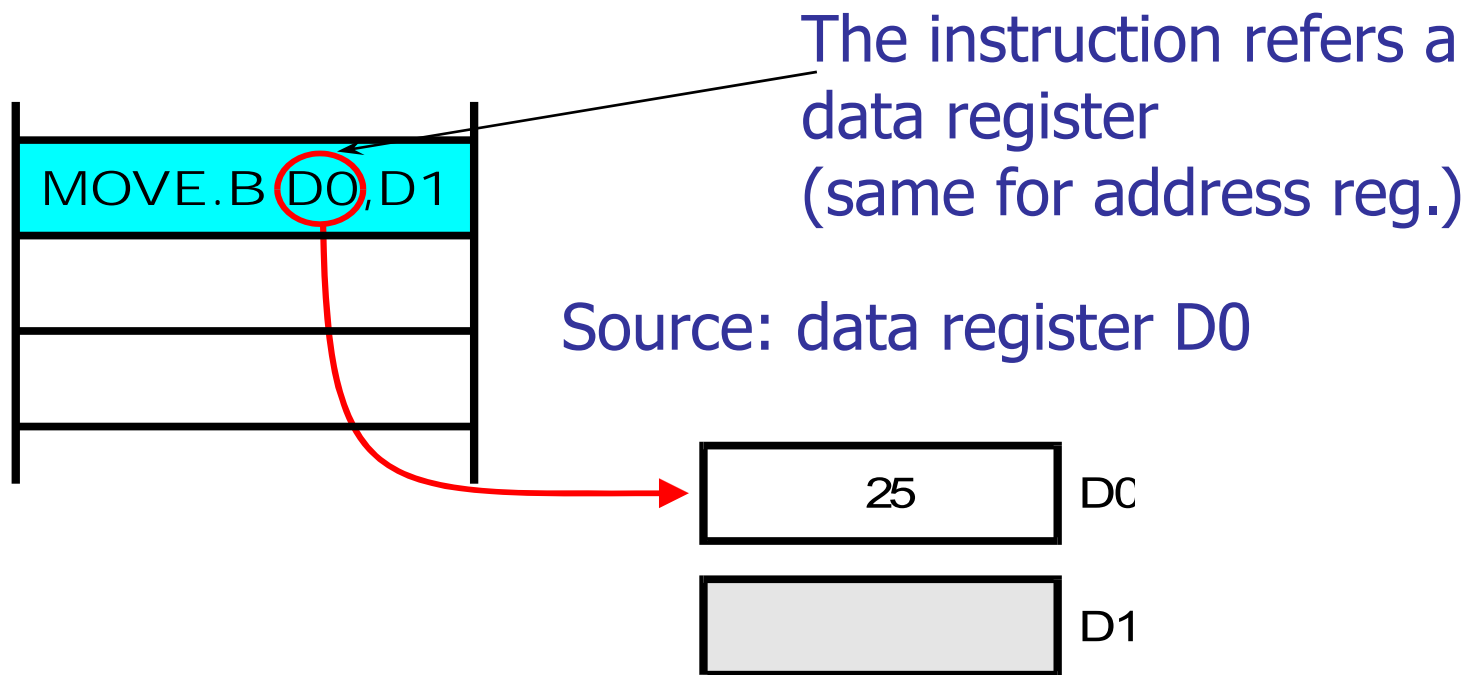 The instruction refers a
data register
(same for address reg.)
MOVE.B D0,D1
Source: data register D0
25 D0
D1